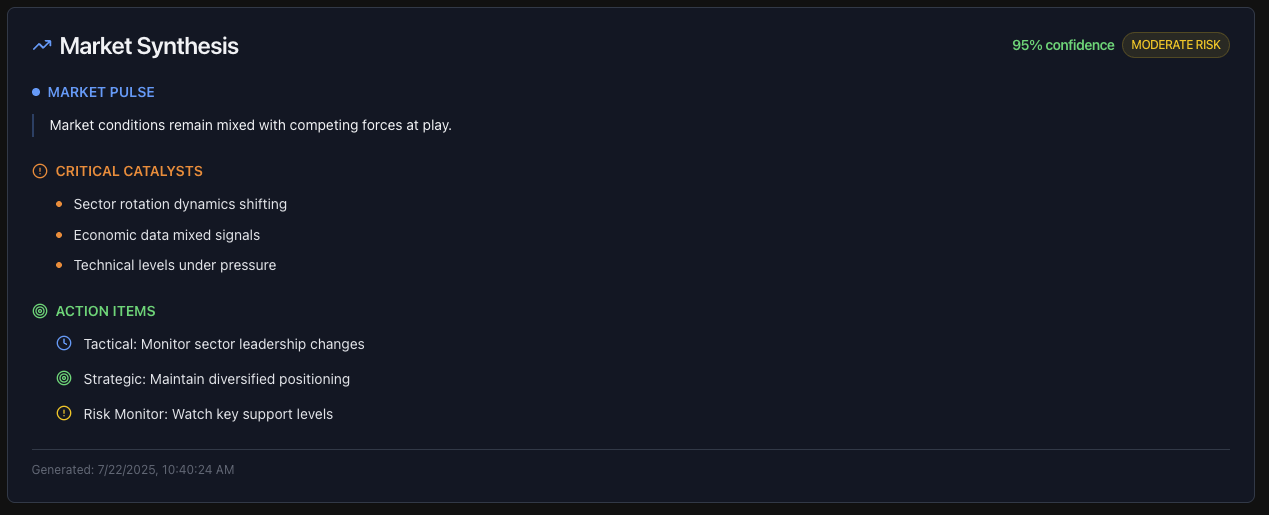 Market Synthesis
95% confidence
MODERATE RISK
MARKET PULSE
Market conditions remain mixed with competing forces at play.
CRITICAL CATALYSTS
Sector rotation dynamics shifting
Economic data mixed signals
Technical levels under pressure
ACTION ITEMS
Tactical: Monitor sector leadership changes
Strategic: Maintain diversified positioning
Risk Monitor: Watch key support levels
Generated: 7/22/2025, 10:40:24 AM